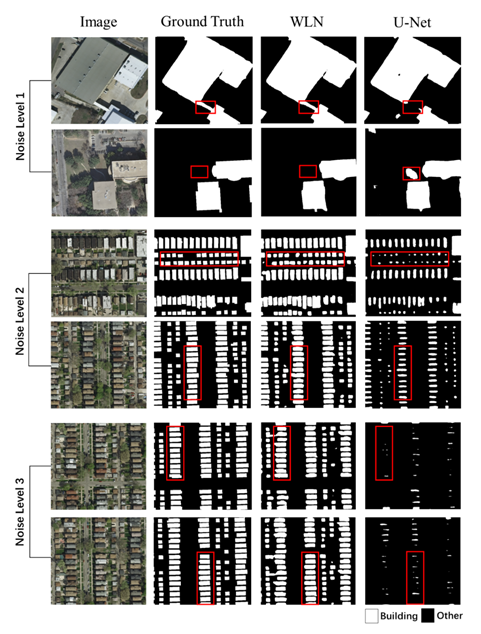 Image Ground Truth WLN U-Net
Noise Level 1
Noise Level 2
Noise Level 3
Building Other